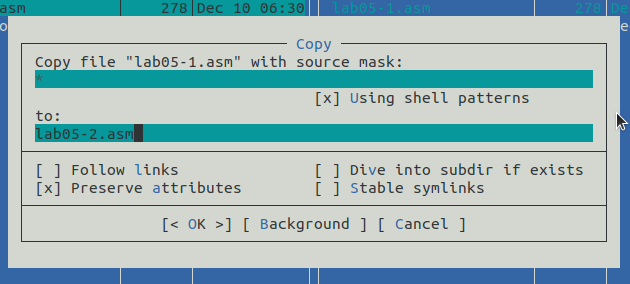 asm 278 Dec 10 06:30 lab05-1.asm 278 De
Copy
Copy file "lab05-1.asm" with source mask:
*
[x] Using shell patterns
to:
lab05-2.asm
[ ] Follow links [ ] Dive into subdir if exists
[x] Preserve attributes [ ] Stable symlinks
[< OK >] [ Background ] [ Cancel ]